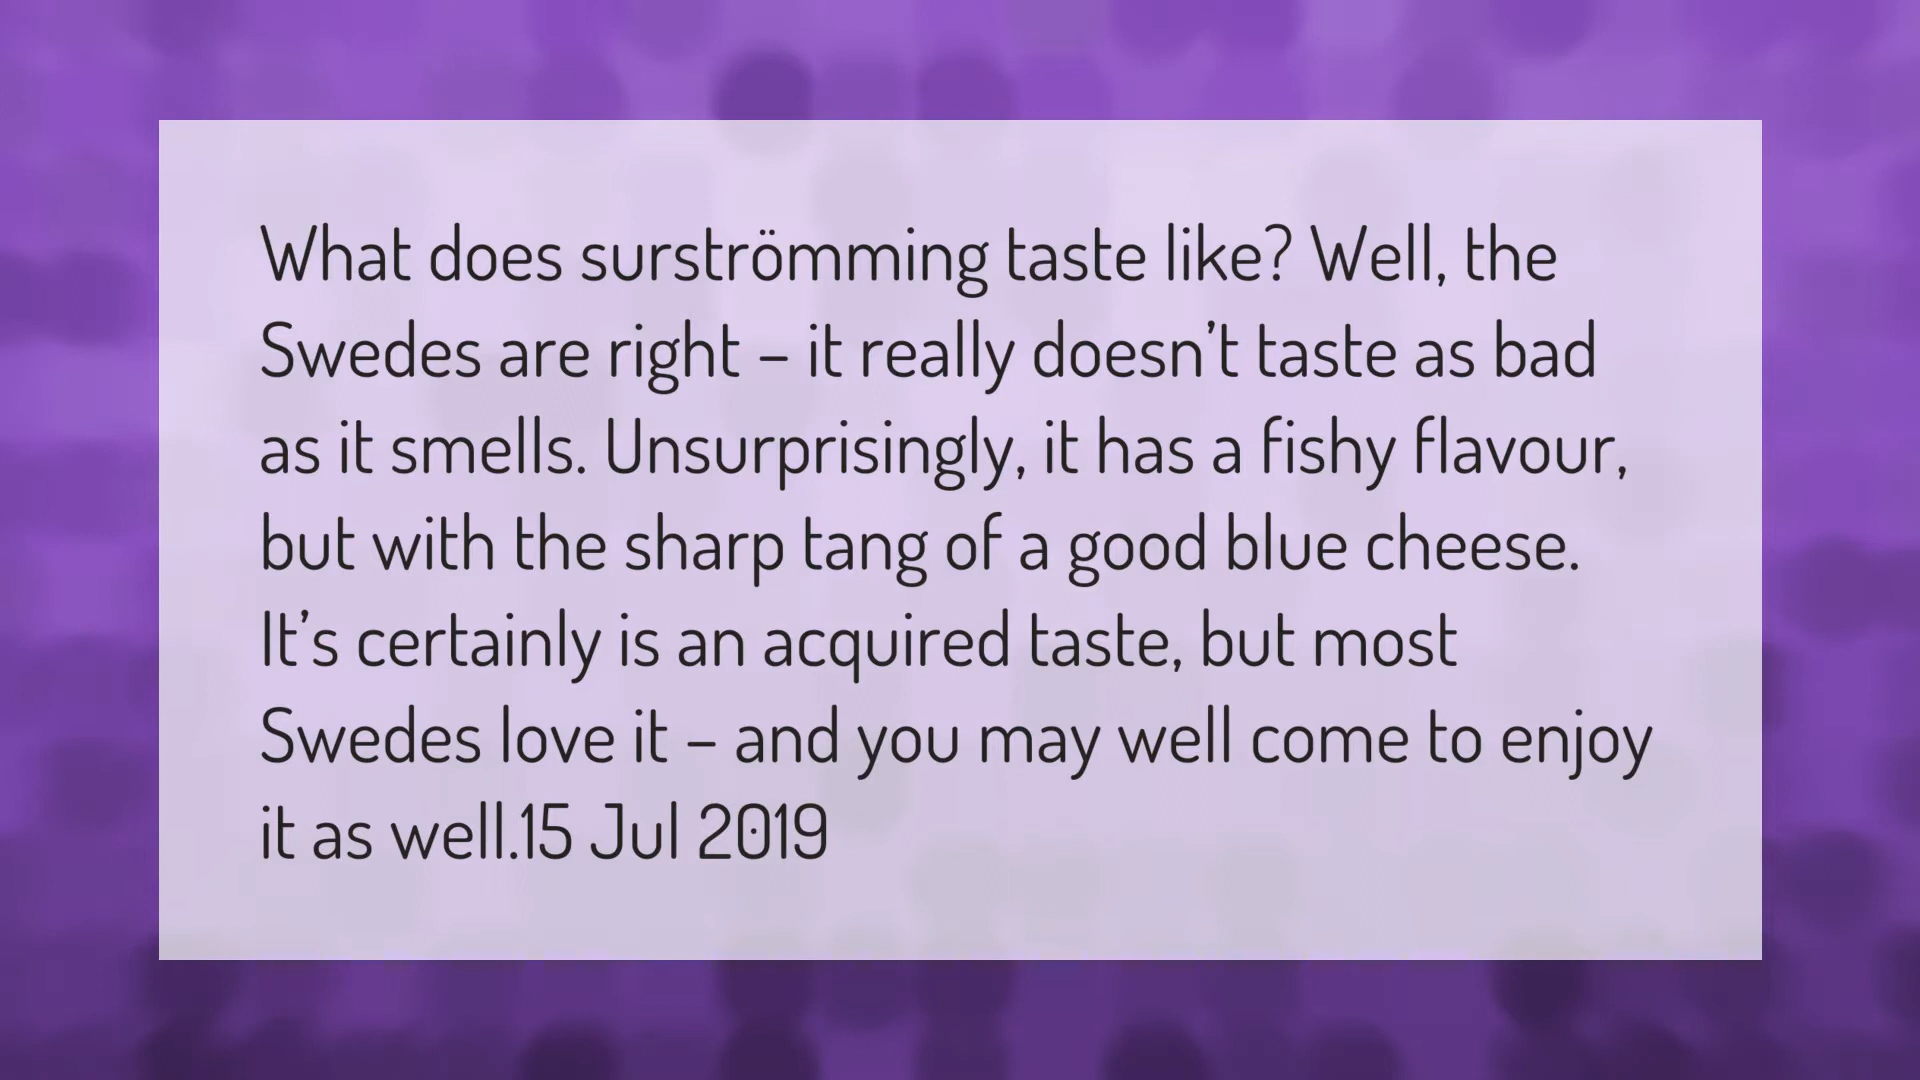 What does surströmming taste like? Well, the
Swedes are right – it really doesn’t taste as bad
as it smells. Unsurprisingly, it has a fishy flavour,
but with the sharp tang of a good blue cheese.
It’s certainly is an acquired taste, but most
Swedes love it – and you may well come to enjoy
it as well.15 Jul 2019